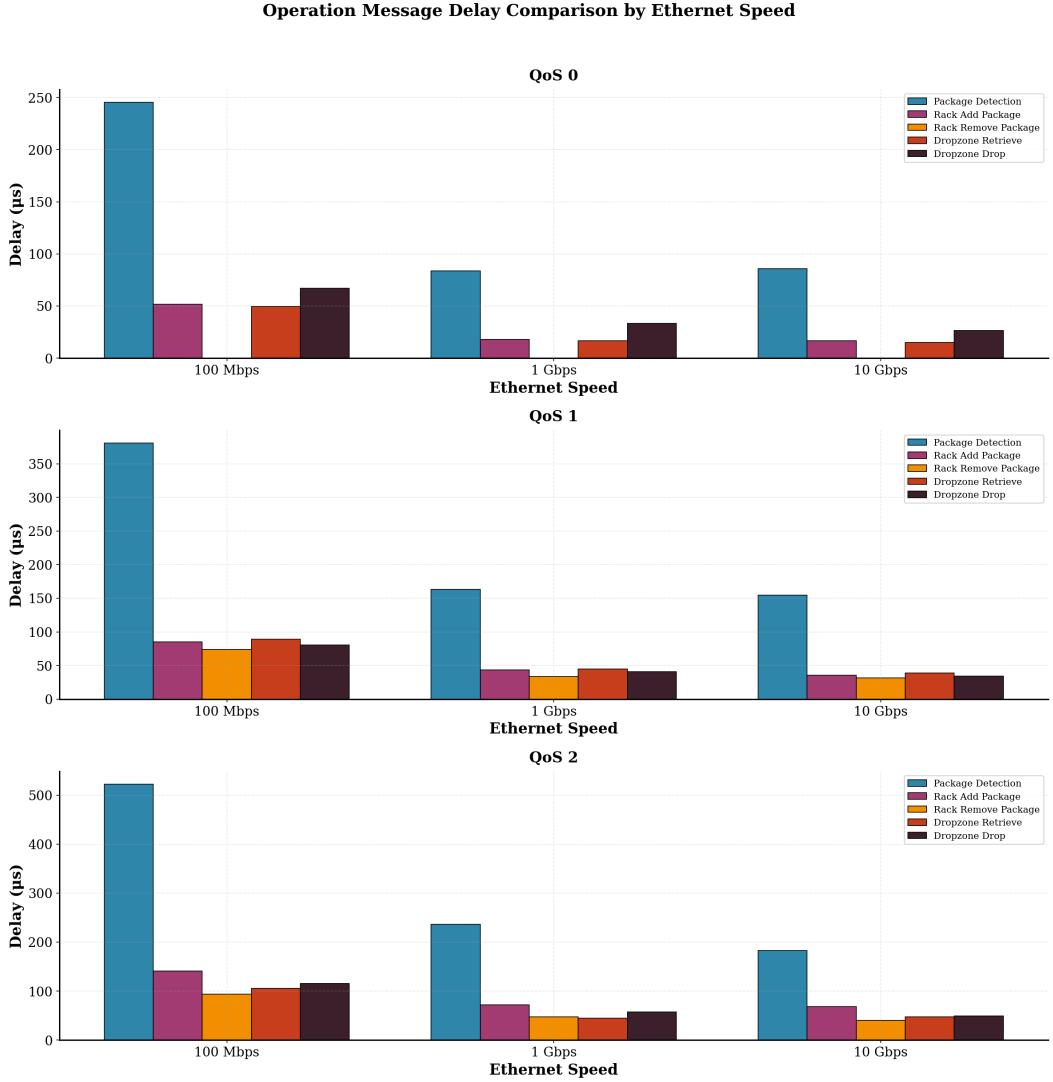 Operation Message Delay Comparison by Ethernet Speed
QoS 0
Delay (µs)
250
200
150
100
50
0
Package Detection
Rack Add Package
Rack Remove Package
Dropzone Retrieve
Dropzone Drop
100 Mbps
1 Gbps
10 Gbps
Ethernet Speed
QoS 1
Delay (µs)
350
300
250
200
150
100
50
0
Package Detection
Rack Add Package
Rack Remove Package
Dropzone Retrieve
Dropzone Drop
100 Mbps
1 Gbps
10 Gbps
Ethernet Speed
QoS 2
Delay (µs)
500
400
300
200
100
0
Package Detection
Rack Add Package
Rack Remove Package
Dropzone Retrieve
Dropzone Drop
100 Mbps
1 Gbps
10 Gbps
Ethernet Speed